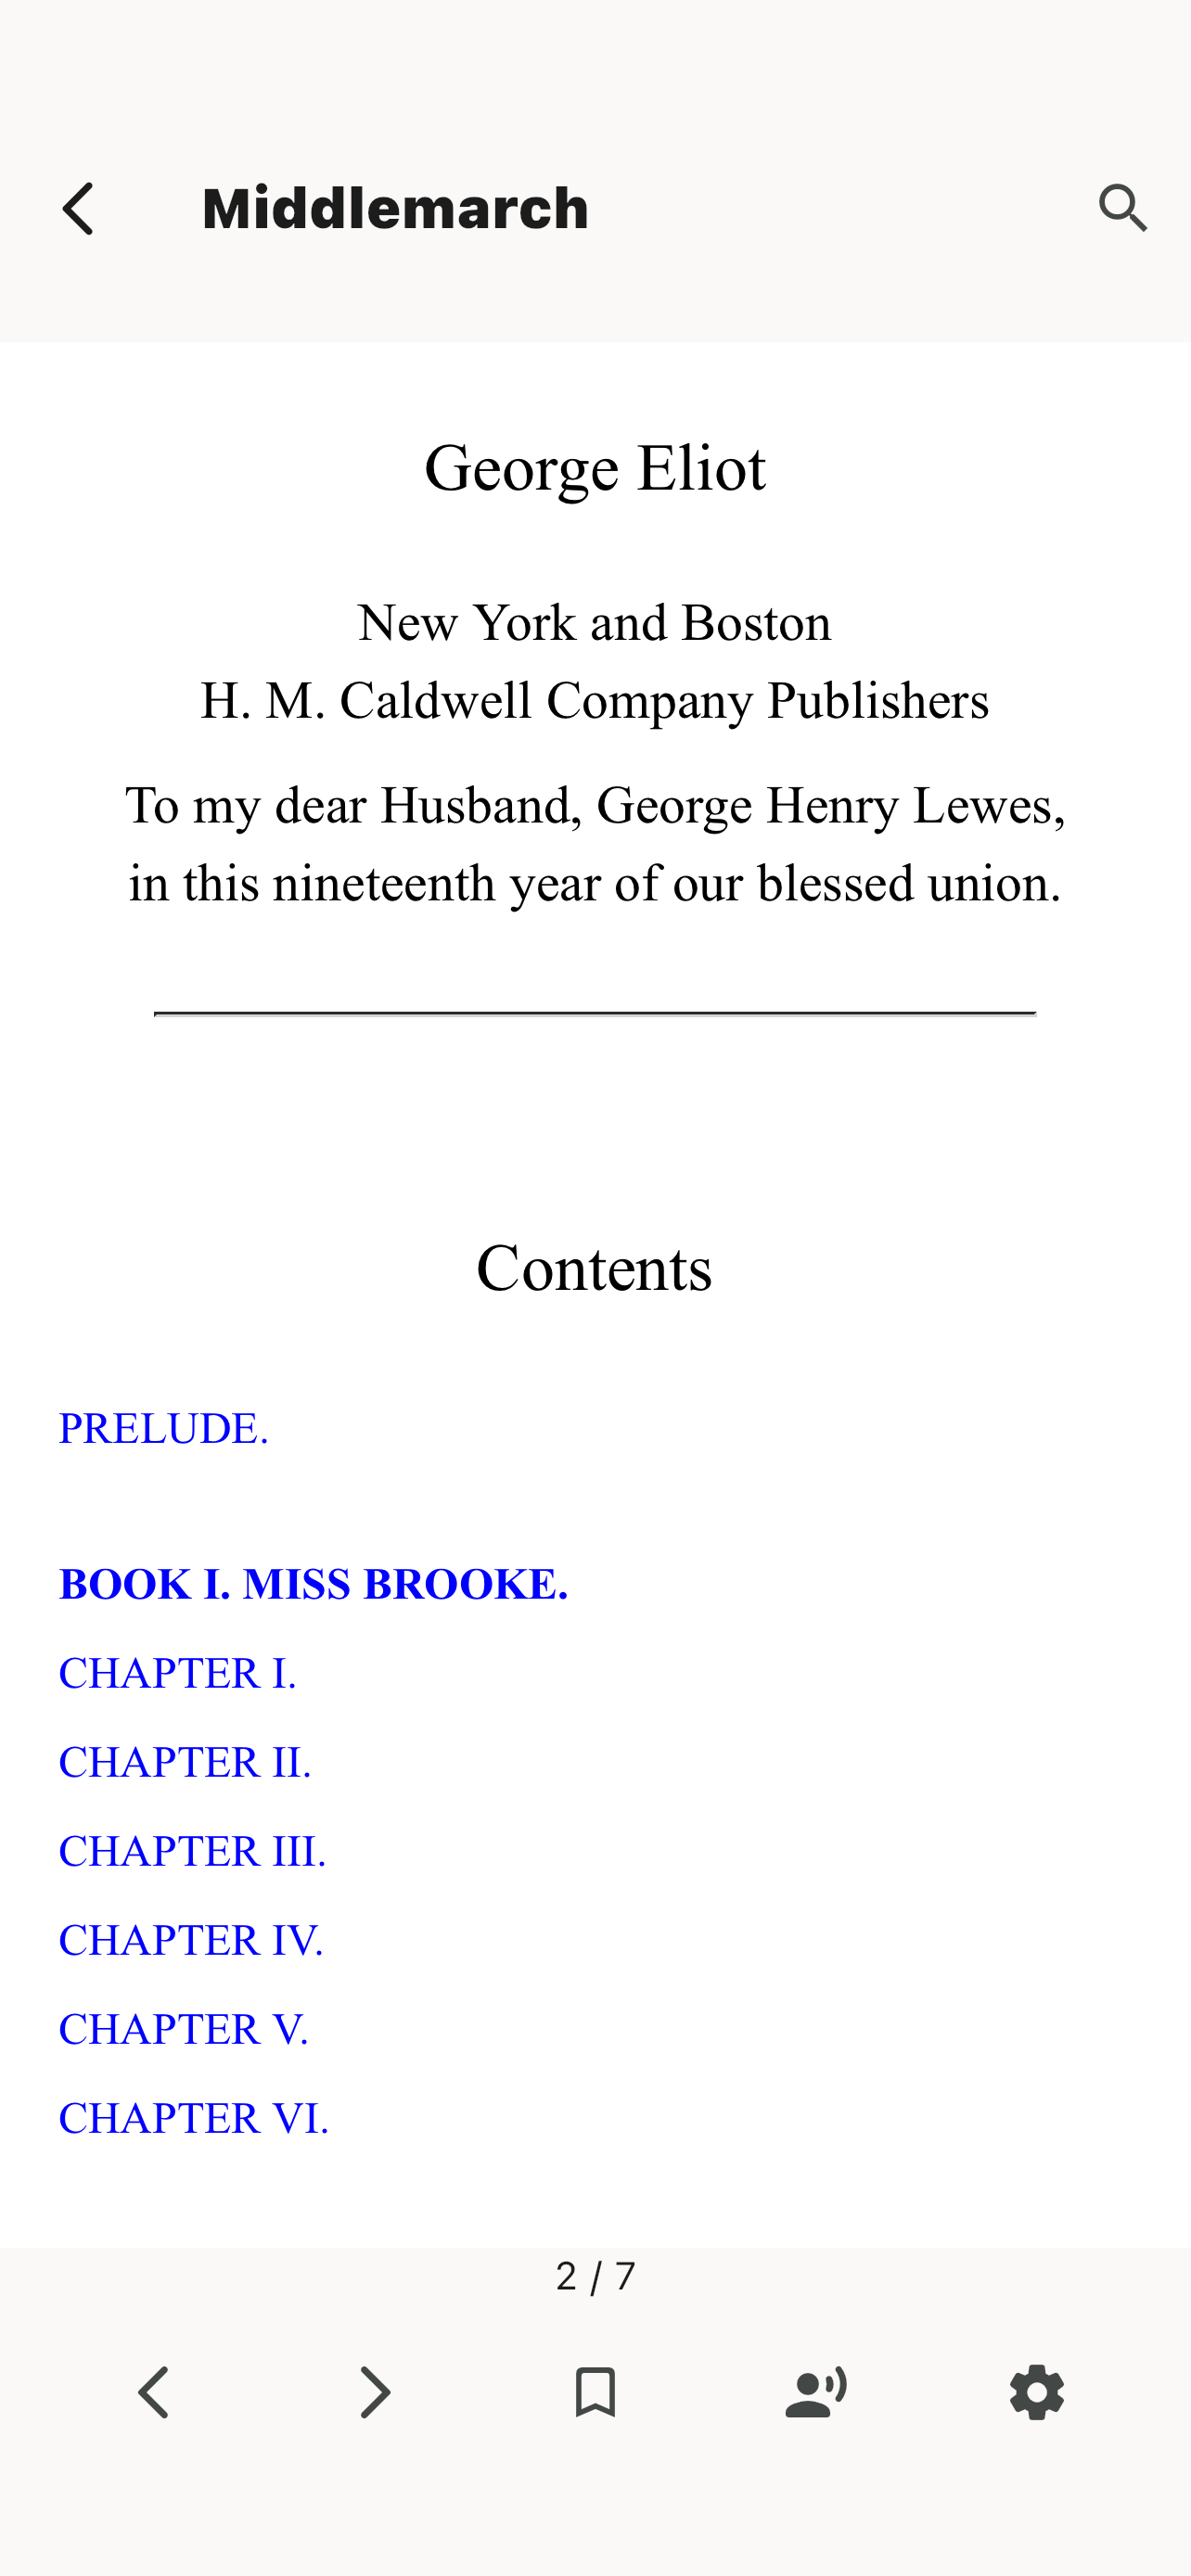 Middlemarch
George Eliot
New York and Boston
H. M. Caldwell Company Publishers
To my dear Husband, George Henry Lewes,
in this nineteenth year of our blessed union.
Contents
PRELUDE.
BOOK I. MISS BROOKE.
CHAPTER I.
CHAPTER II.
CHAPTER III.
CHAPTER IV.
CHAPTER V.
CHAPTER VI.
2 / 7